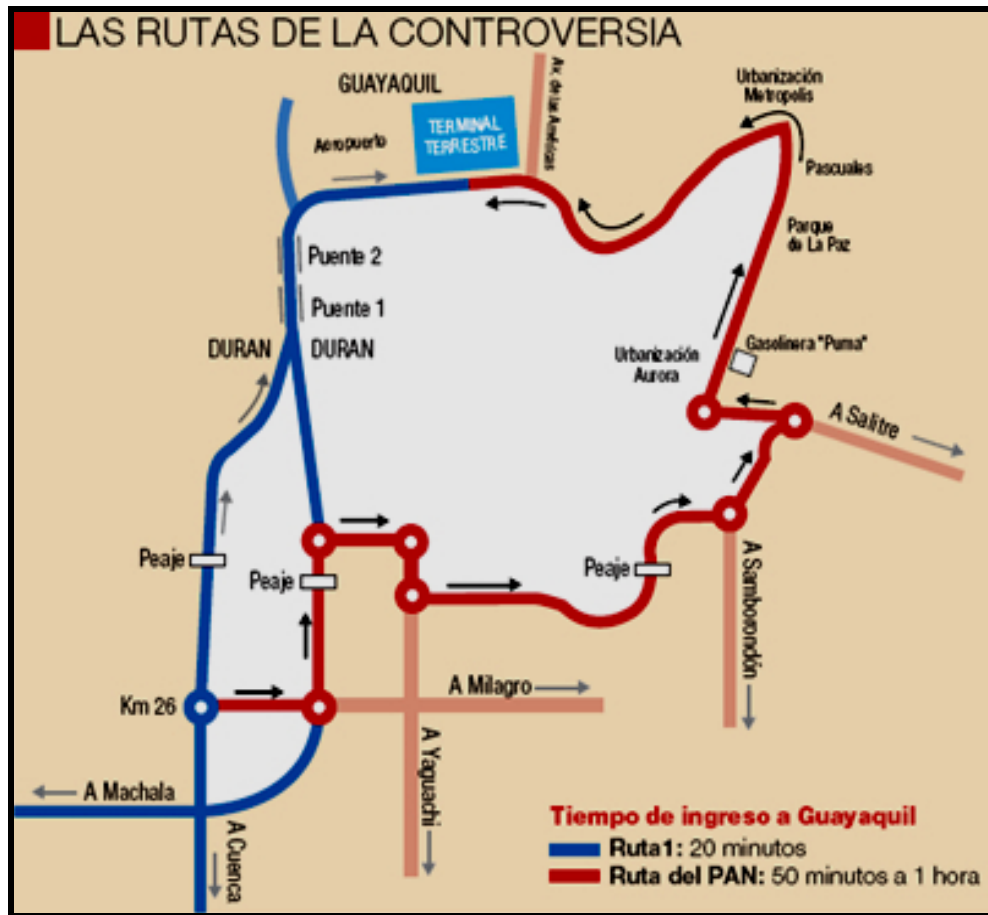 LAS RUTAS DE LA CONTROVERSIA
GUAYAQUIL
Aeropuerto
TERMINAL
TERRESTRE
Av. de las Américas
Urbanización
Metropolis
Pascuales
Parque
de La Paz
Puente 2
Puente 1
DURAN
DURAN
Urbanización
Aurora
Gasolinera "Puma"
A Salitre
Peaje
Peaje
Peaje
A Samborondón
Km 26
A Milagro
A Yaguachi
A Machala
A Cuenca
Tiempo de ingreso a Guayaquil
Ruta1: 20 minutos
Ruta del PAN: 50 minutos a 1 hora